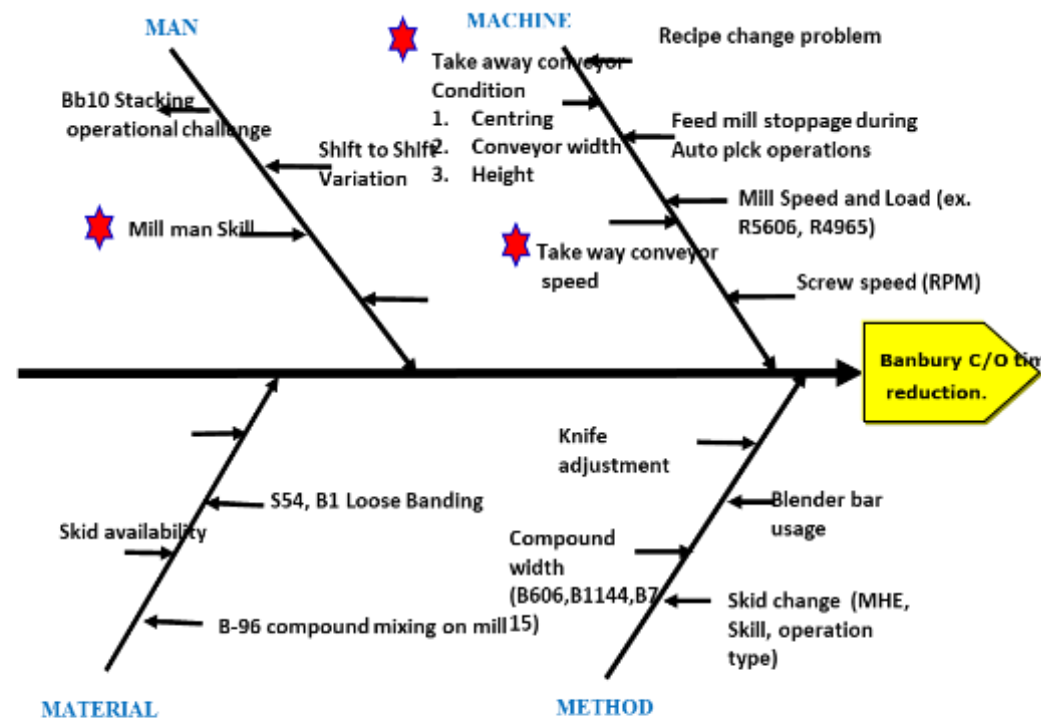 MAN
MACHINE
Recipe change problem
Take away conveyor
Condition
1. Centring
2. Conveyor width
3. Height
Bb10 Stacking
operational challenge
Shift to Shift
Variation
Feed mill stoppage during
Auto pick operations
Mill man Skill
Mill Speed and Load (ex.
R5606, R4965)
Take way conveyor
speed
Screw speed (RPM)
Banbury C/O tim
reduction.
Knife
adjustment
S54, B1 Loose Banding
Blender bar
usage
Skid availability
Compound
width
(B606,B1144,B7
15)
B-96 compound mixing on mill
Skid change (MHE,
Skill, operation
type)
MATERIAL
METHOD